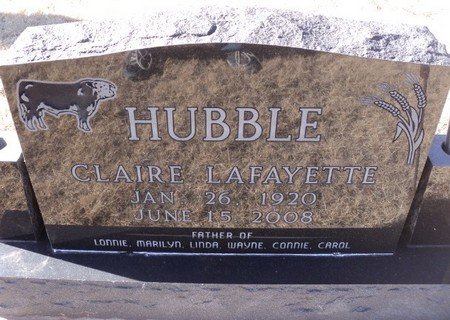 HUBBLE
CLAIRE LAFAYETTE
JAN. 26 1920
JUNE 15 2008
FATHER OF
LONNIE, MARILYN, LINDA, WAYNE, CONNIE, CAROL